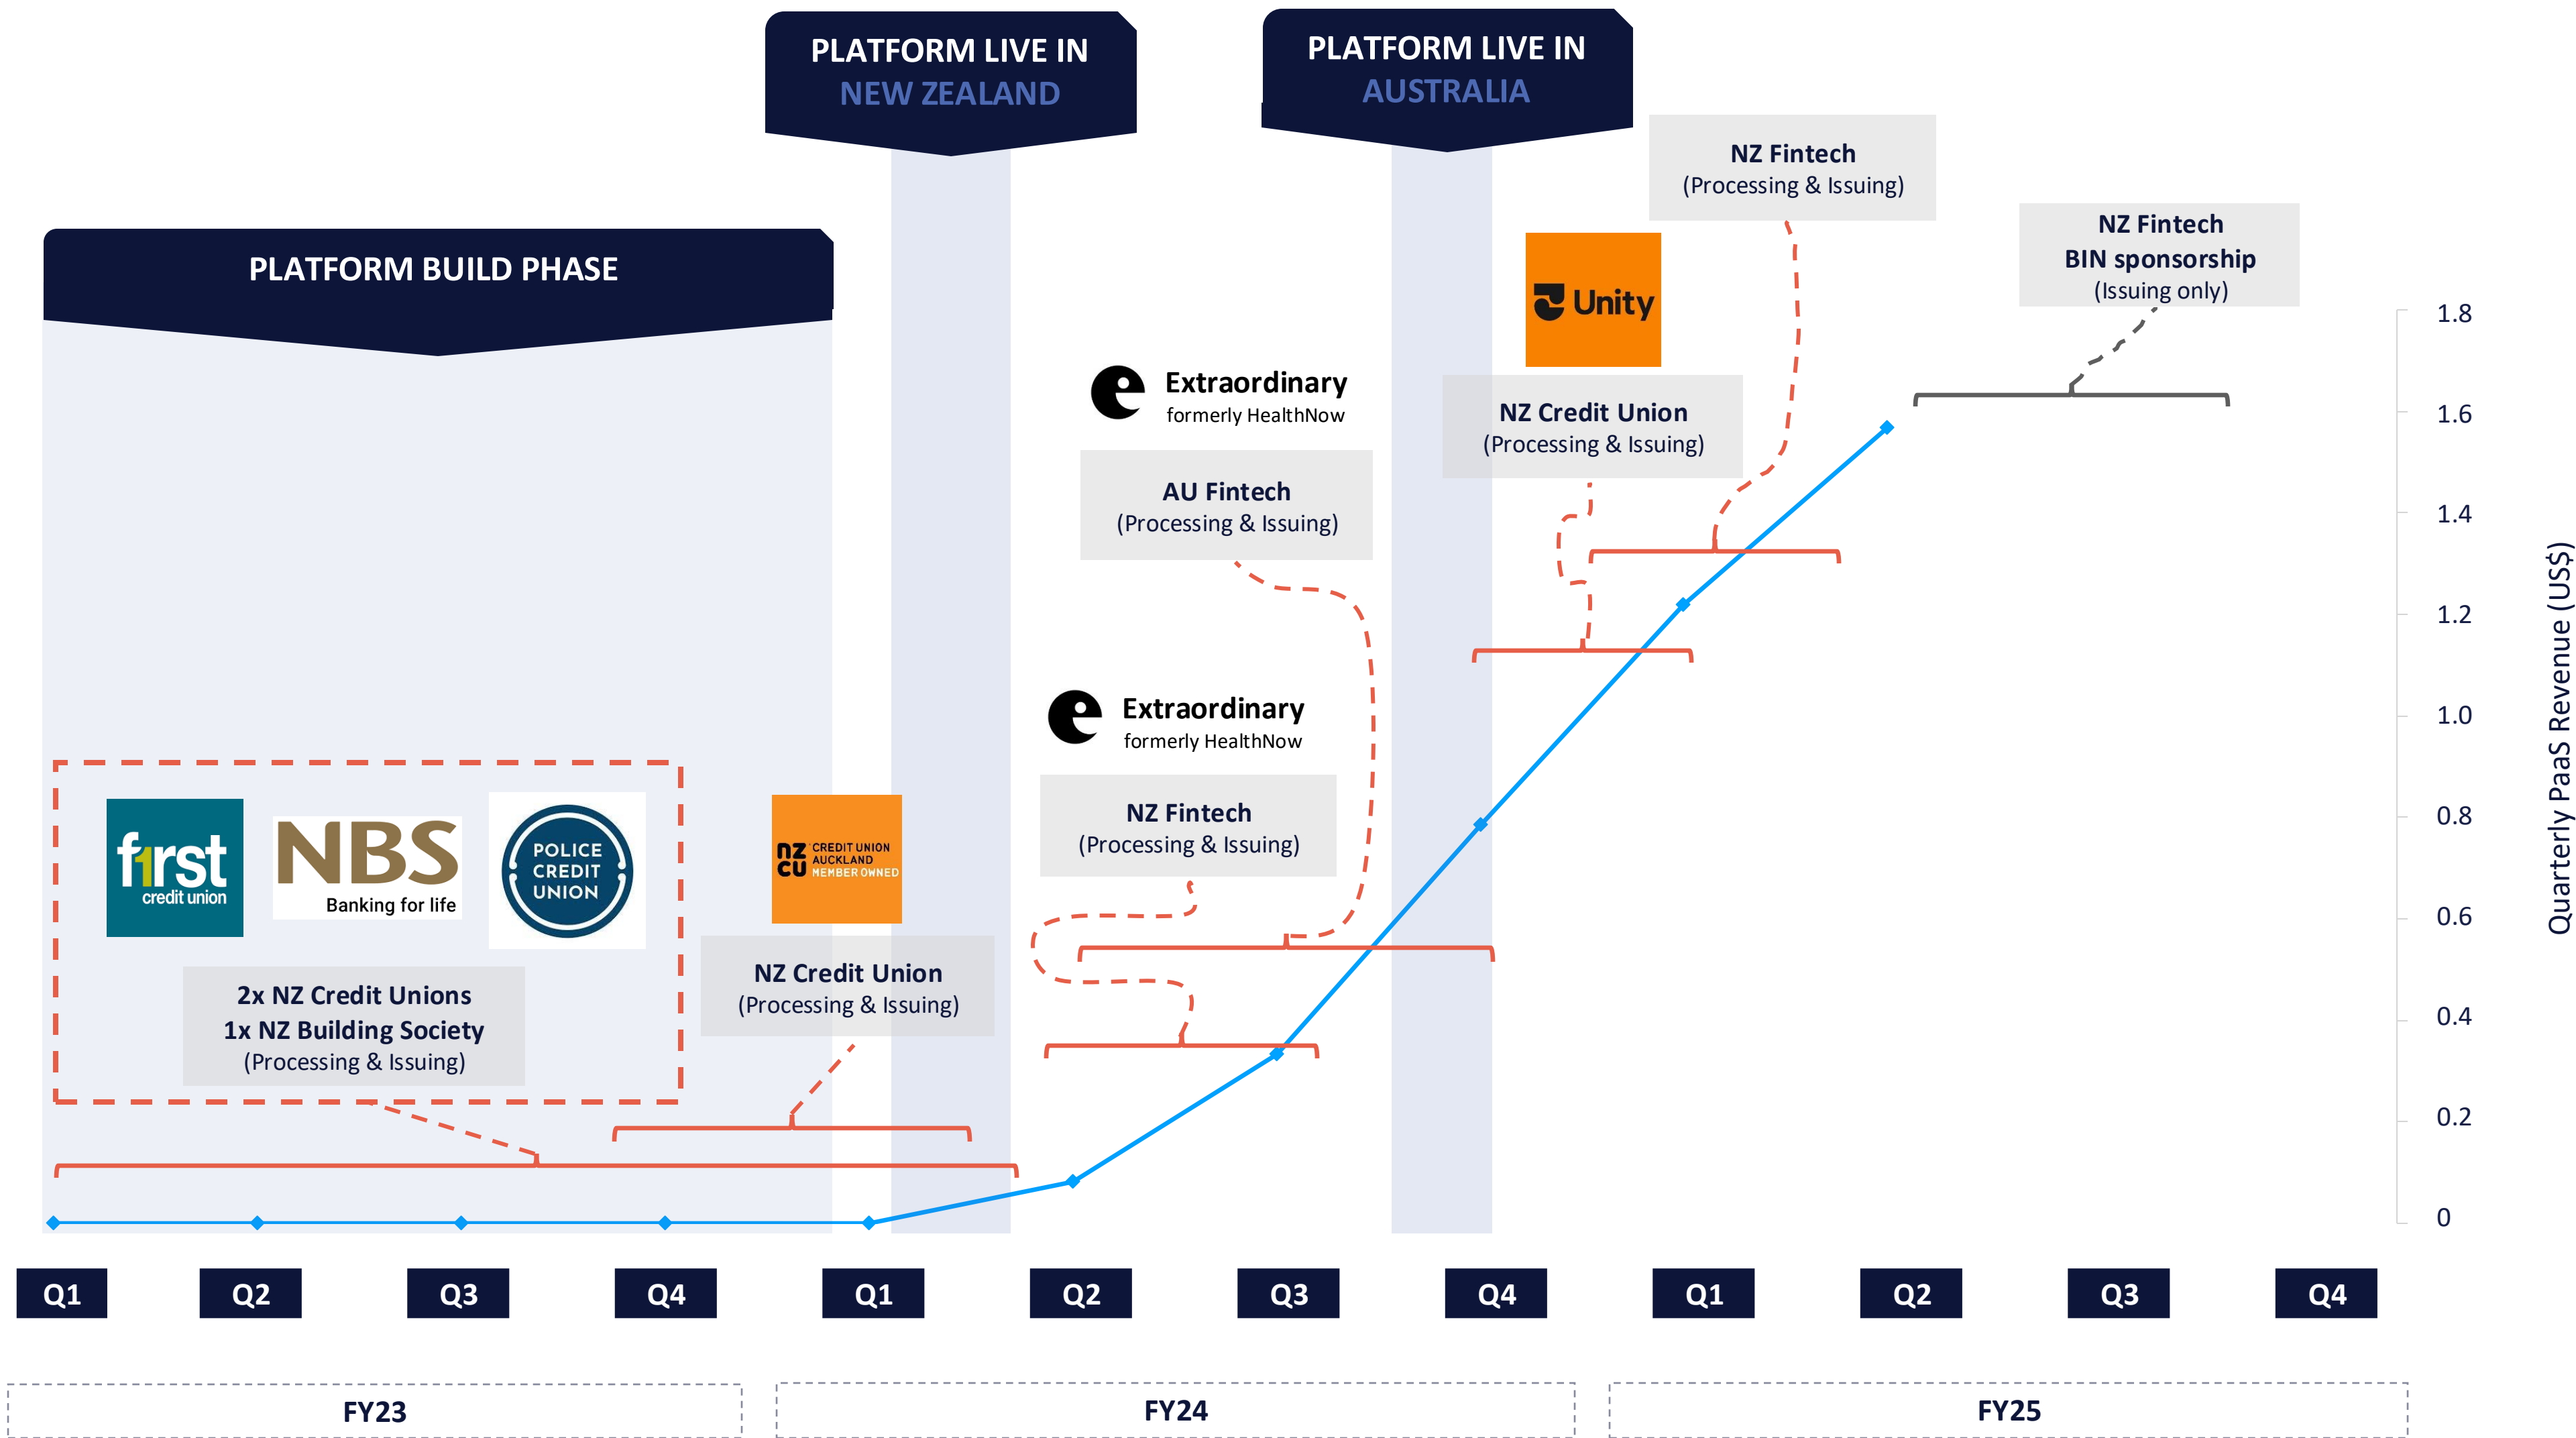 PLATFORM LIVE IN
NEW ZEALAND
PLATFORM LIVE IN
AUSTRALIA
NZ Fintech
(Processing & Issuing)
NZ Fintech
BIN sponsorship
(Issuing only)
PLATFORM BUILD PHASE
Unity
Extraordinary
formerly HealthNow
NZ Credit Union
(Processing & Issuing)
AU Fintech
(Processing & Issuing)
Extraordinary
formerly HealthNow
NZ Fintech
(Processing & Issuing)
f1rst
credit union
NBS
Banking for life
POLICE
CREDIT
UNION
nz
cu
CREDIT UNION
AUCKLAND
MEMBER OWNED
NZ Credit Union
(Processing & Issuing)
2x NZ Credit Unions
1x NZ Building Society
(Processing & Issuing)
1.8
1.6
1.4
1.2
1.0
0.8
0.6
0.4
0.2
0
Quarterly PaaS Revenue (US$)
Q1 Q2 Q3 Q4 Q1 Q2 Q3 Q4 Q1 Q2 Q3 Q4
FY23 FY24 FY25